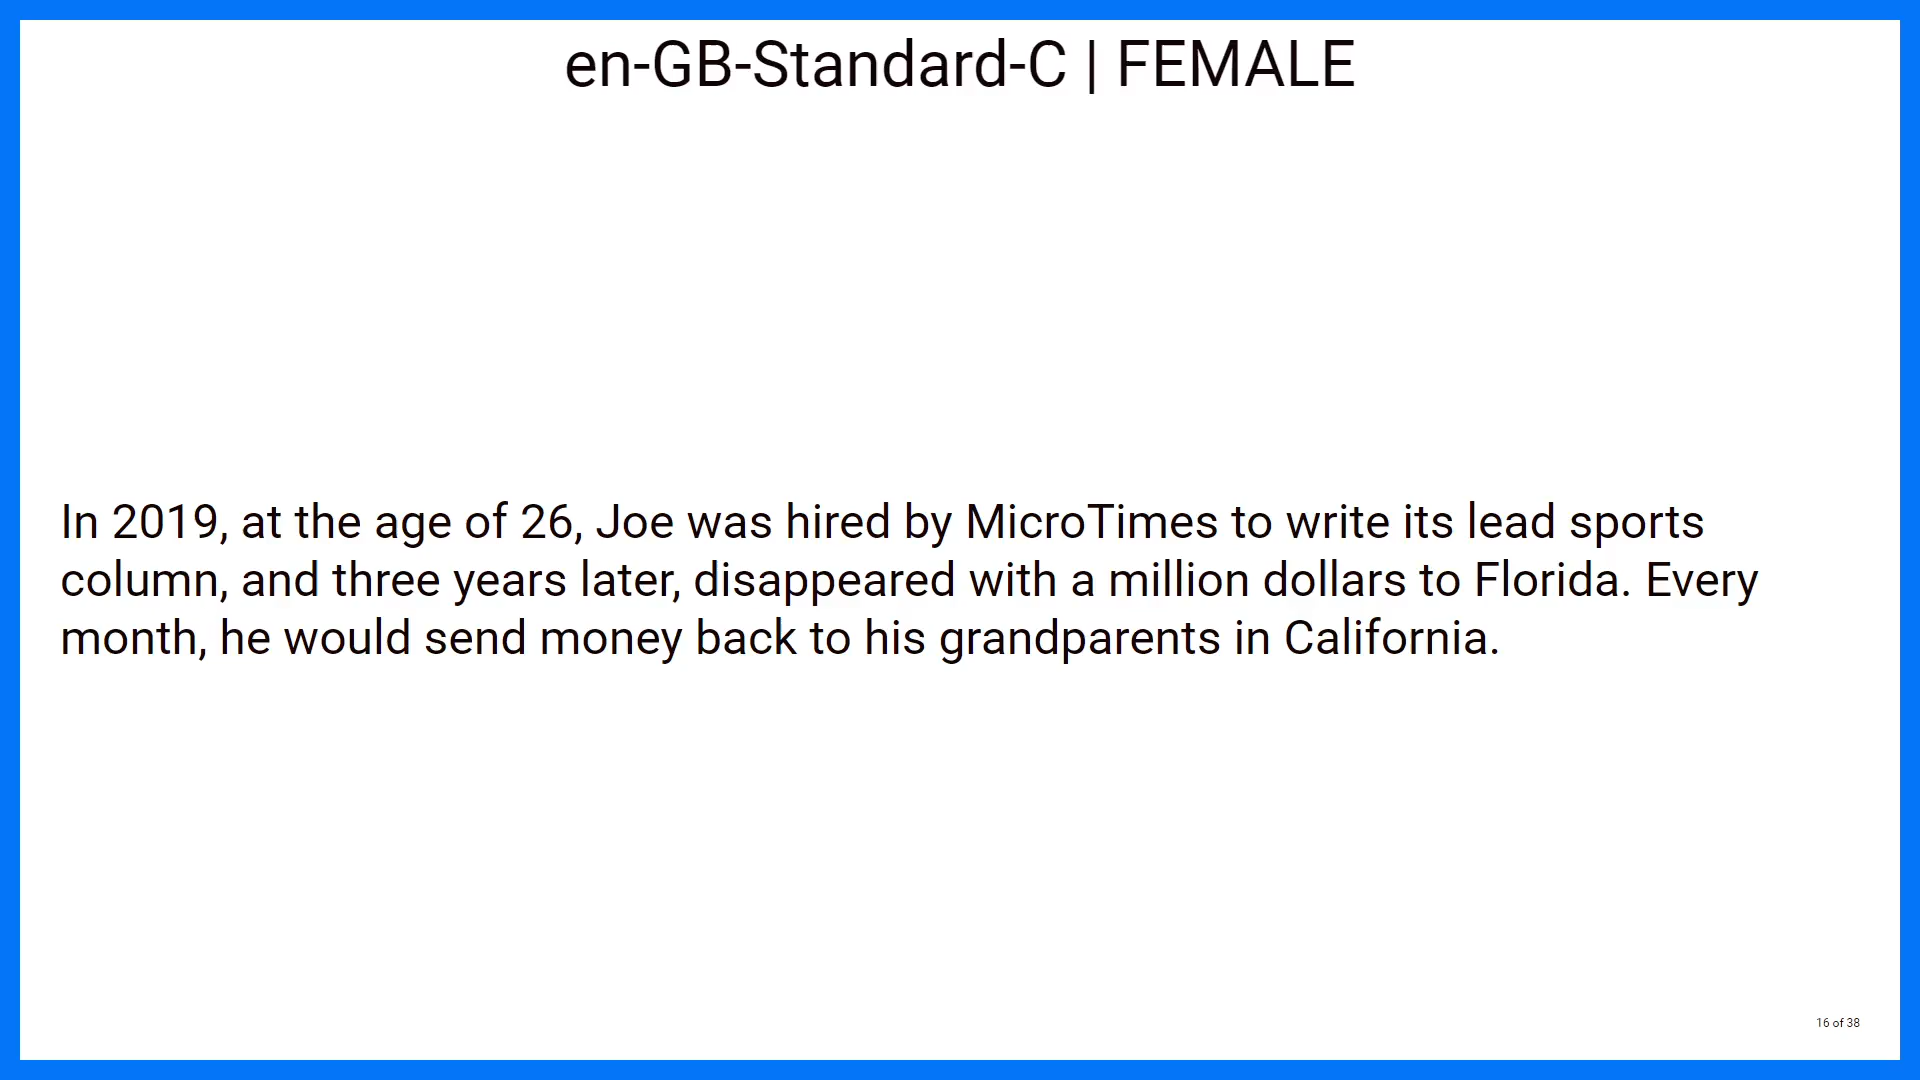 en-GB-Standard-C | FEMALE
In 2019, at the age of 26, Joe was hired by MicroTimes to write its lead sports
column, and three years later, disappeared with a million dollars to Florida. Every
month, he would send money back to his grandparents in California.
16 of 38